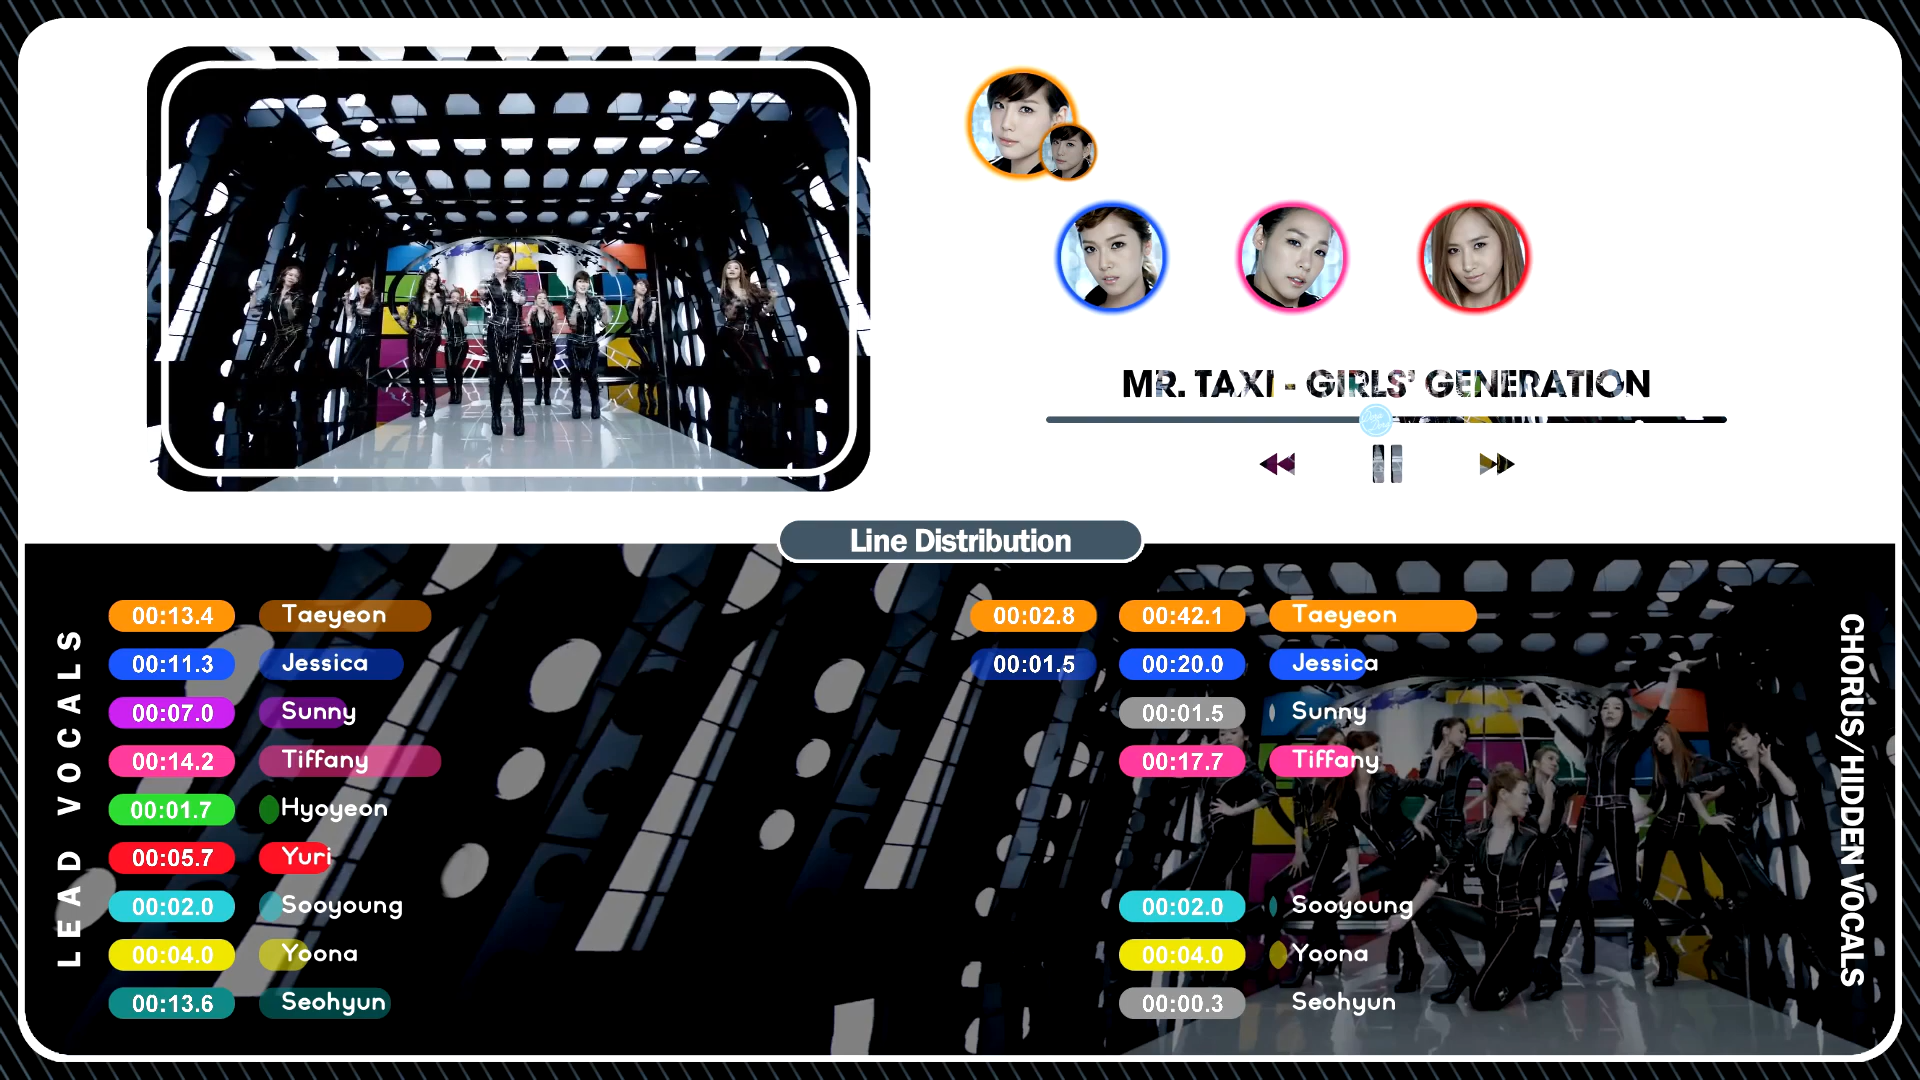 MR. TAXI - GIRLS' GENERATION
Line Distribution
LEAD VOCALS
00:13.4 Taeyeon
00:11.3 Jessica
00:07.0 Sunny
00:14.2 Tiffany
00:01.7 Hyoyeon
00:05.7 Yuri
00:02.0 Sooyoung
00:04.0 Yoona
00:13.6 Seohyun
00:02.8 00:42.1 Taeyeon
00:01.5 00:20.0 Jessica
00:01.5 Sunny
00:17.7 Tiffany
00:02.0 Sooyoung
00:04.0 Yoona
00:00.3 Seohyun
CHORUS/HIDDEN VOCALS